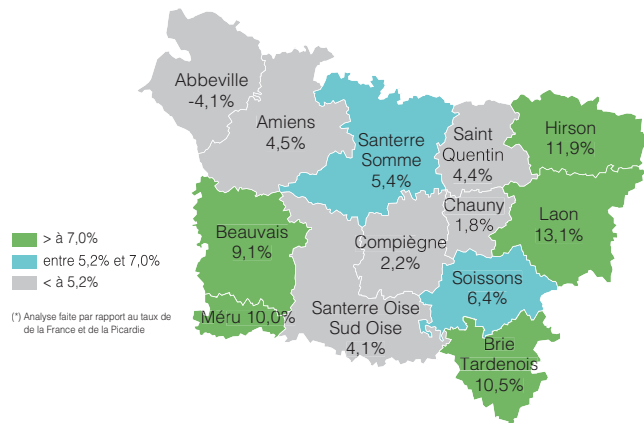 Abbeville
-4,1%
Amiens
4,5%
Santerre
Somme
5,4%
Saint
Quentin
4,4%
Hirson
11,9%
Chauny
1,8%
Laon
13,1%
Beauvais
9,1%
Compiègne
2,2%
Soissons
6,4%
Méru 10,0%
Santerre Oise
Sud Oise
4,1%
Brie
Tardenois
10,5%
> à 7,0%
entre 5,2% et 7,0%
< à 5,2%
(*) Analyse faite par rapport au taux de
de la France et de la Picardie